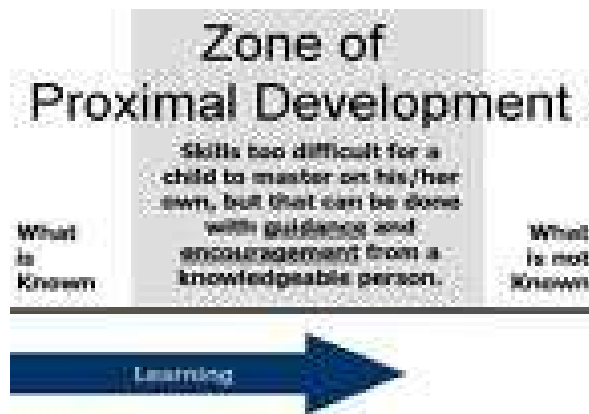 Zone of
Proximal Development
Skills too difficult for a
child to master on his/her
own, but that can be done
with guidance and
encouragement from a
knowledgeable person.
What
is
Known
What
is not
Known
Learning